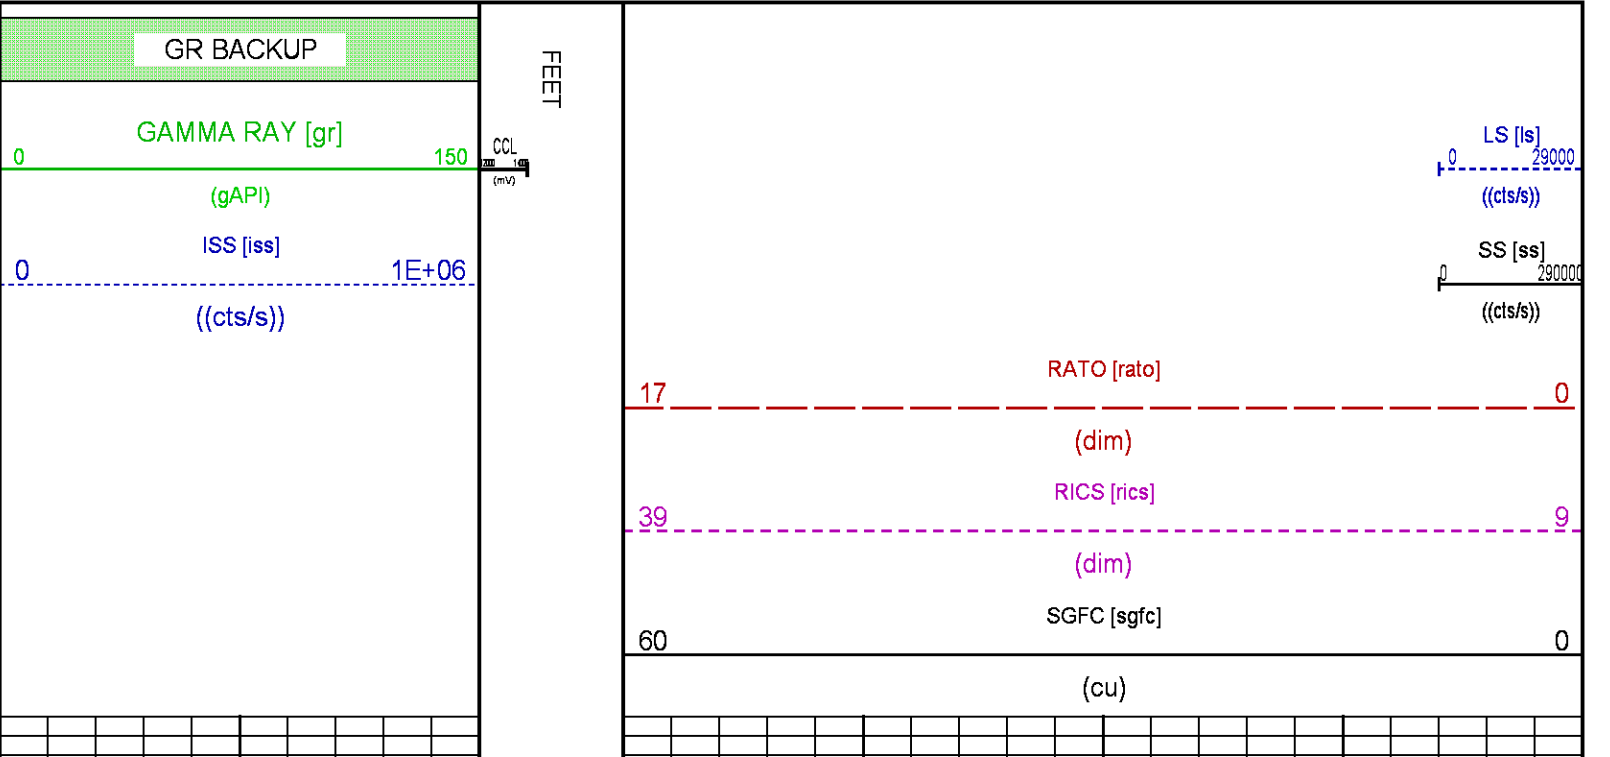 GR BACKUP
FEET
GAMMA RAY [gr]
0 150
(gAPI)
CCL
(mV)
LS [ls]
0 29000
((cts/s))
ISS [iss]
0 1E+06
((cts/s))
SS [ss]
0 290000
((cts/s))
RATO [rato]
17 0
(dim)
RICS [rics]
39 9
(dim)
SGFC [sgfc]
60 0
(cu)